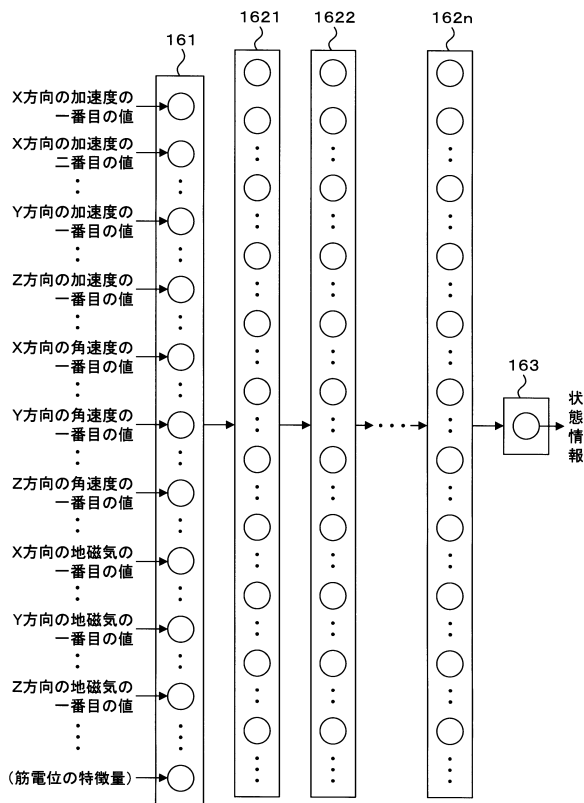 161
1621
1622
162n
X方向の加速度の
一番目の値
X方向の加速度の
二番目の値
Y方向の加速度の
一番目の値
Z方向の加速度の
一番目の値
X方向の角速度の
一番目の値
Y方向の角速度の
一番目の値
Z方向の角速度の
一番目の値
X方向の地磁気の
一番目の値
Y方向の地磁気の
一番目の値
Z方向の地磁気の
一番目の値
(筋電位の特徴量)
163
状態情報